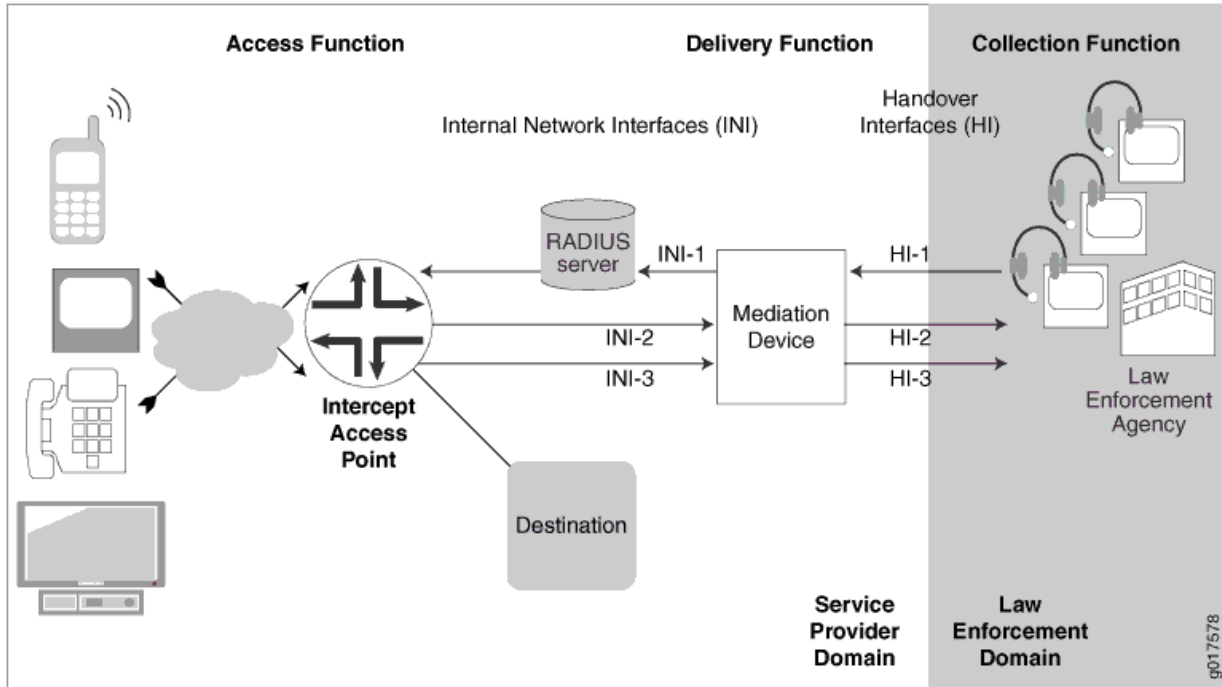 Access Function
Delivery Function
Collection Function
Internal Network Interfaces (INI)
Handover
Interfaces (HI)
RADIUS
server
INI-1
HI-1
INI-2
HI-2
INI-3
HI-3
Mediation
Device
Intercept
Access
Point
Law
Enforcement
Agency
Destination
Service
Provider
Domain
Law
Enforcement
Domain
g017578